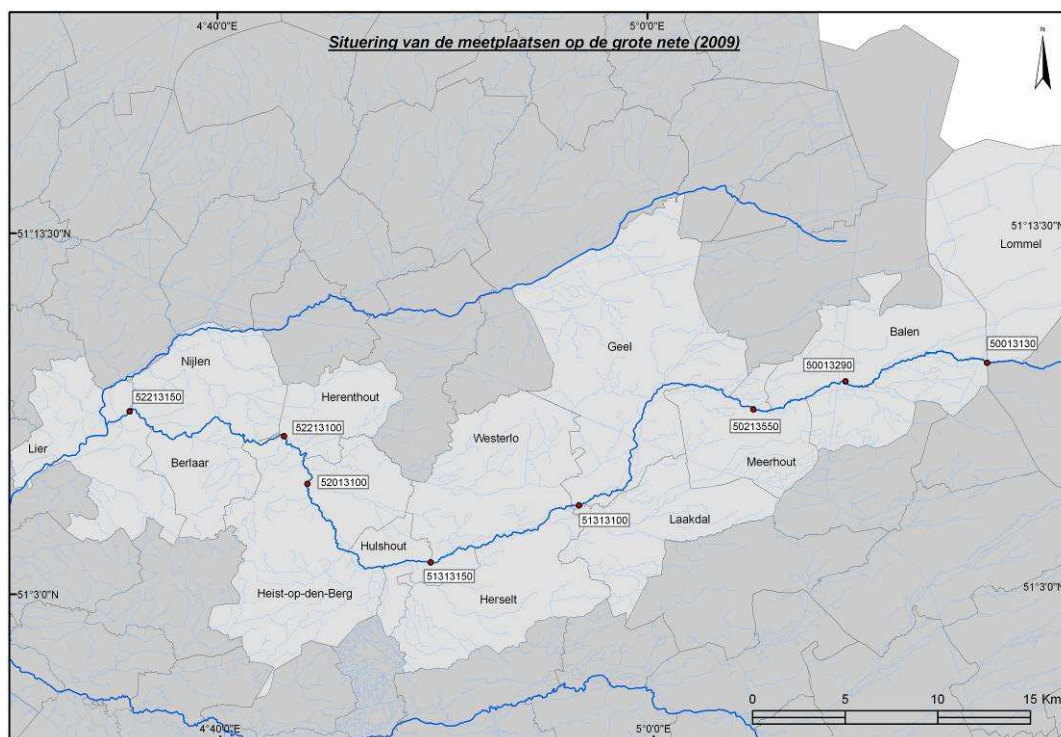 4°40'0"E
5°0'0"E
Situering van de meetplaatsen op de grote nete (2009)
N
51°13'30"N
51°13'30"N
Lommel
Balen
50013130
Nijlen
Geel
50013290
Herenthout
52213150
50213550
52213100
Westerlo
Lier
Berlaar
Meerhout
52013100
51313100
Laakdal
Hulshout
51313150
51°3'0"N
Heist-op-den-Berg
Herselt
51°3'0"N
0 5 10 15 Km
4°40'0"E
5°0'0"E